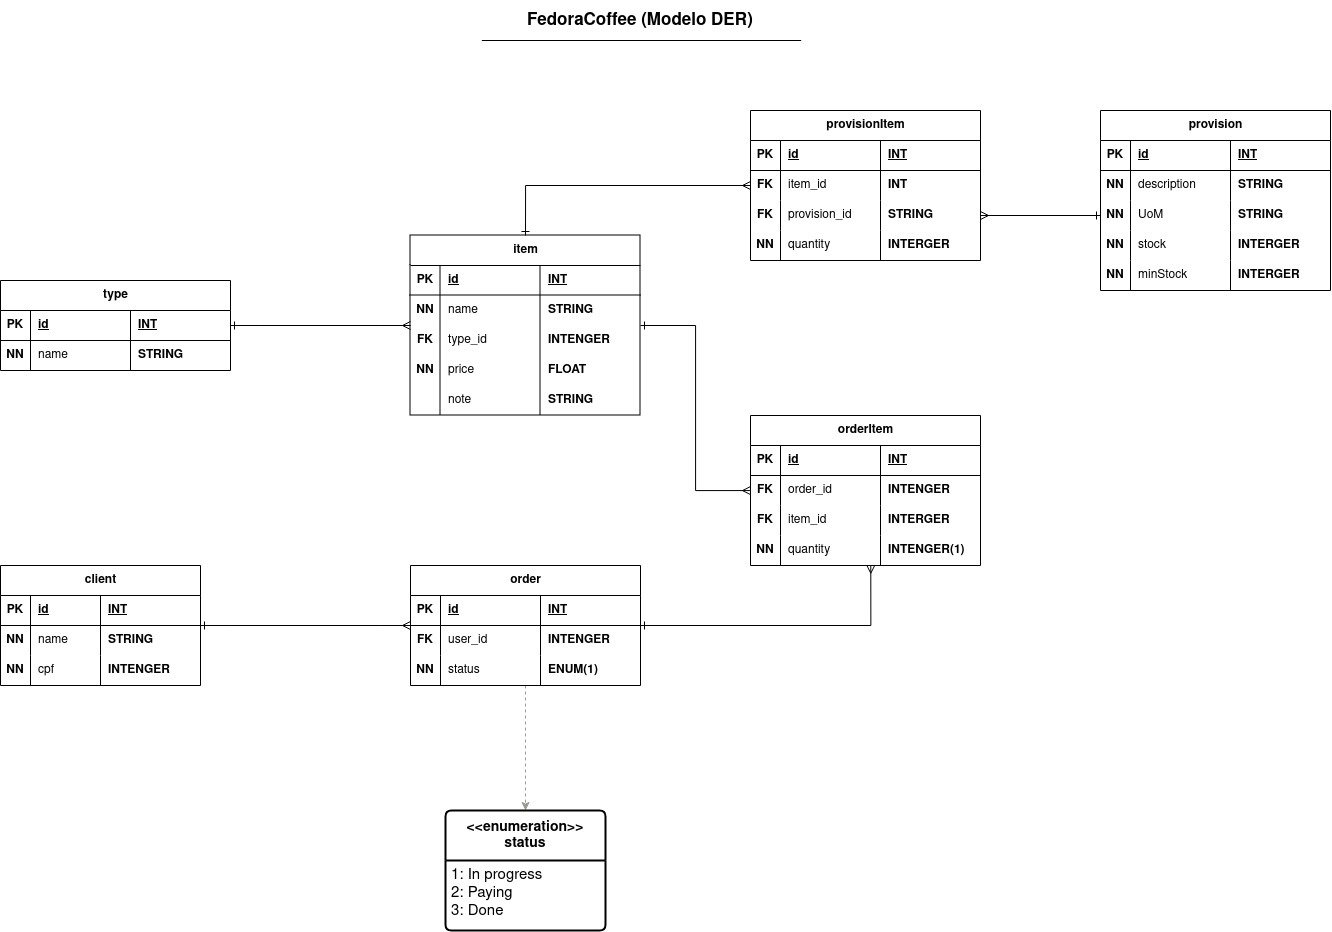 FedoraCoffee (Modelo DER)
provisionItem
PK id INT
FK item_id INT
FK provision_id STRING
NN quantity INTERGER
provision
PK id INT
NN description STRING
NN UoM STRING
NN stock INTERGER
NN minStock INTERGER
item
PK id INT
NN name STRING
FK type_id INTENGER
NN price FLOAT
note STRING
type
PK id INT
NN name STRING
orderItem
PK id INT
FK order_id INTENGER
FK item_id INTERGER
NN quantity INTENGER(1)
client
PK id INT
NN name STRING
NN cpf INTENGER
order
PK id INT
FK user_id INTENGER
NN status ENUM(1)
<<enumeration>>
status
1: In progress
2: Paying
3: Done